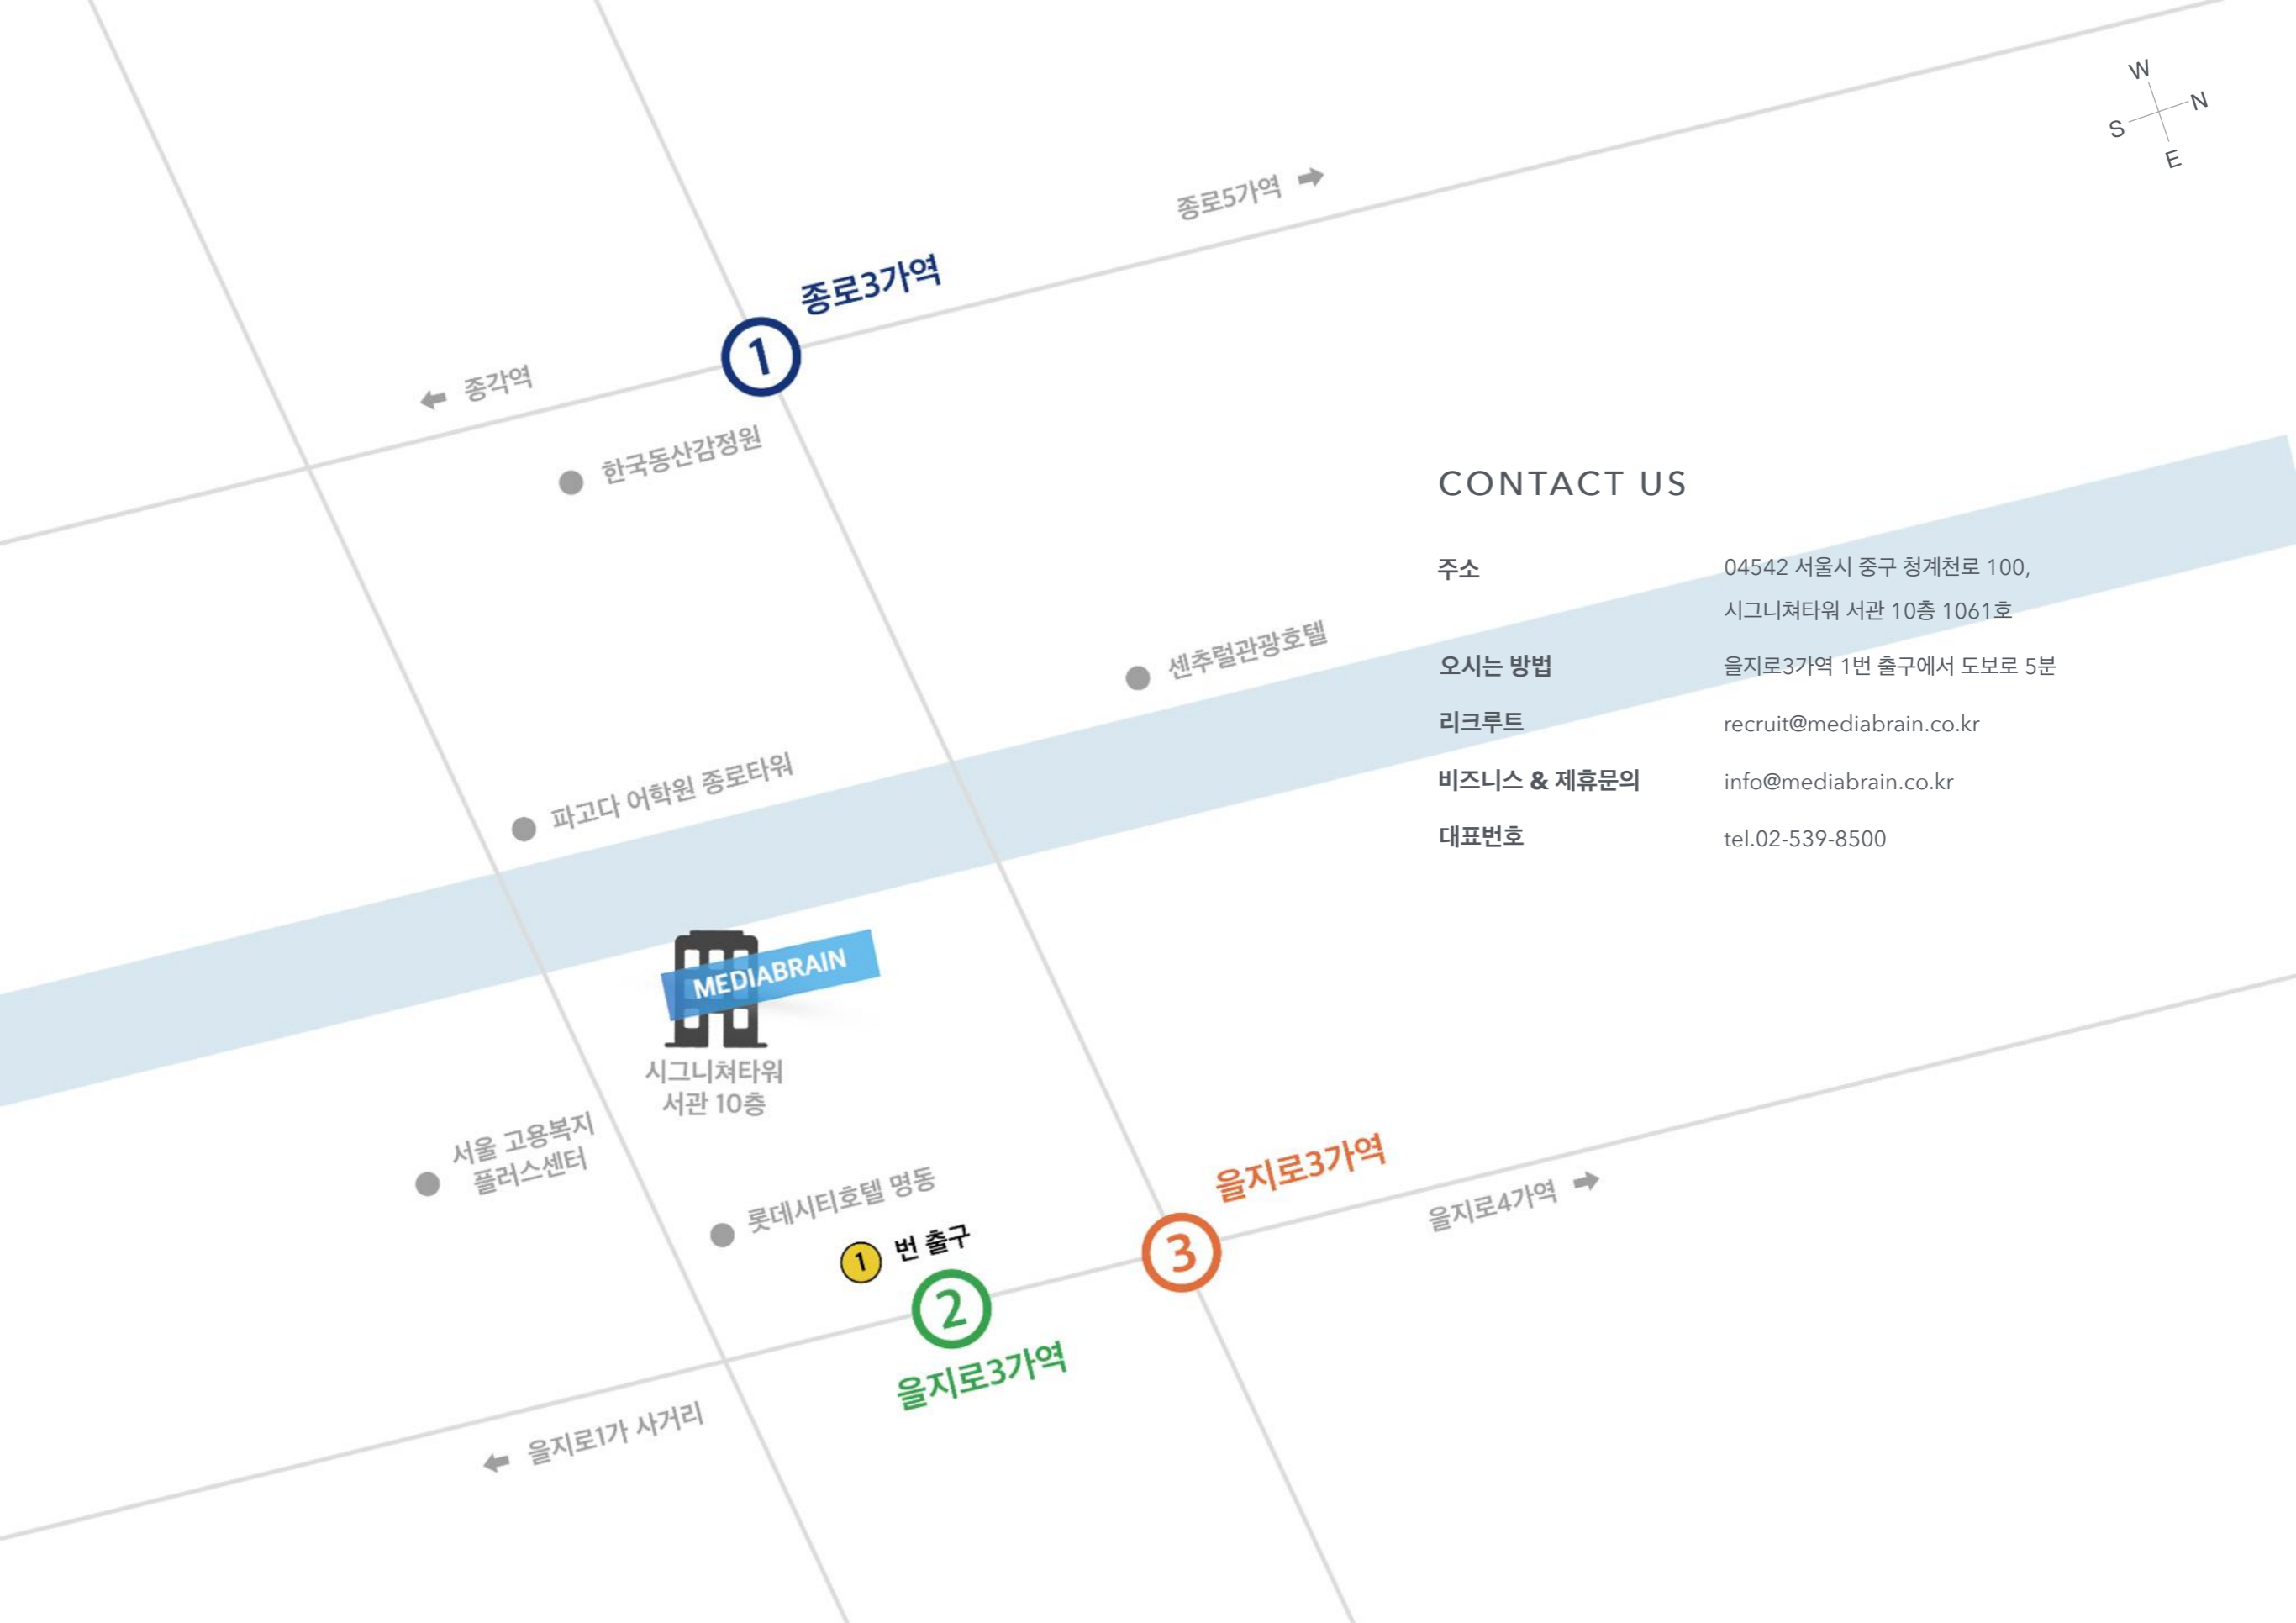 W
N
S
E
종로5가역
종로3가역
1
종각역
한국동산감정원
CONTACT US
주소
04542 서울시 중구 청계천로 100,
시그니쳐타워 서관 10층 1061호
오시는 방법
을지로3가역 1번 출구에서 도보로 5분
리크루트
recruit@mediabrain.co.kr
비즈니스 & 제휴문의
info@mediabrain.co.kr
대표번호
tel.02-539-8500
센추럴관광호텔
파고다 어학원 종로타워
MEDIABRAIN
시그니쳐타워
서관 10층
서울 고용복지
플러스센터
롯데시티호텔 명동
1 번 출구
2
을지로3가역
을지로3가역
3
을지로4가역
을지로1가 사거리